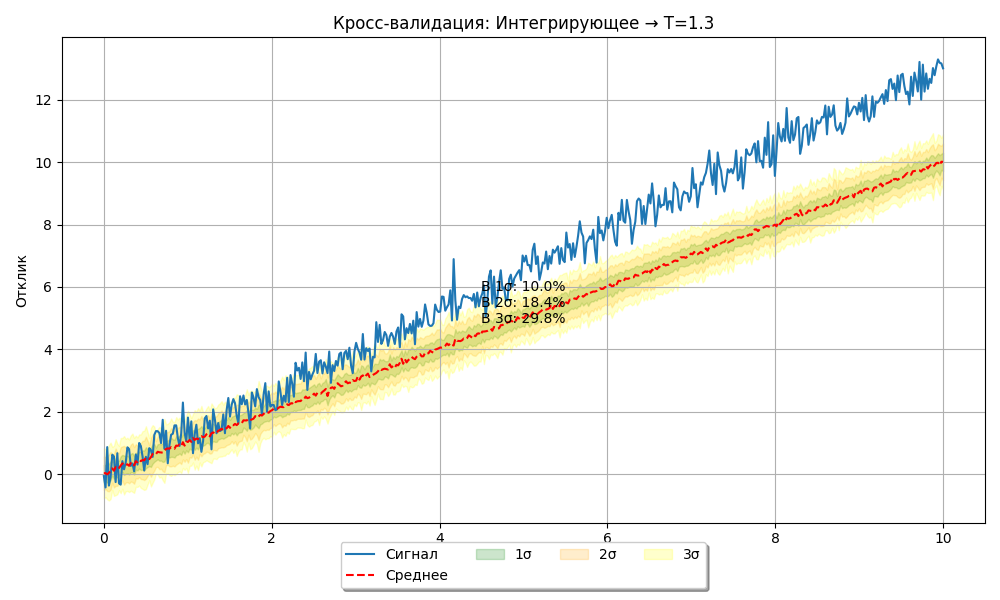 Кросс-валидация: Интегрирующее → T=1.3
Отклик
12
10
8
6
4
2
0
В 1σ: 10.0%
В 2σ: 18.4%
В 3σ: 29.8%
0 2 4 6 8 10
Сигнал 1σ 2σ 3σ
Среднее